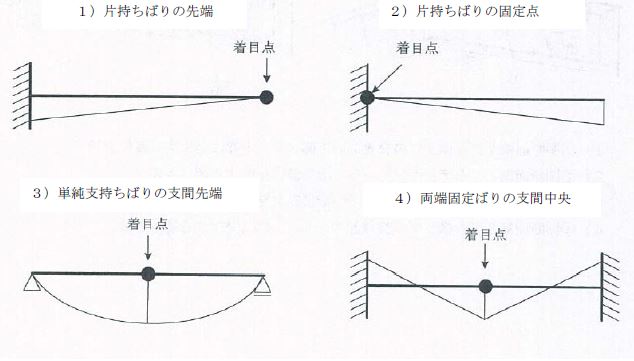 1）片持ちばりの先端
着目点
2）片持ちばりの固定点
着目点
3）単純支持ちばりの支間先端
着目点
4）両端固定ばりの支間中央
着目点